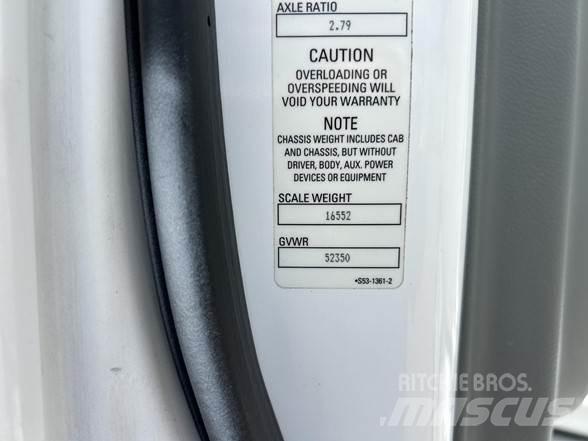 AXLE RATIO
2.79
CAUTION
OVERLOADING OR
OVERSPEEDING WILL
VOID YOUR WARRANTY
NOTE
CHASSIS WEIGHT INCLUDES CAB
AND CHASSIS, BUT WITHOUT
DRIVER, BODY, AUX. POWER
DEVICES OR EQUIPMENT
SCALE WEIGHT
16552
GVWR
52350
•S53-1361-2
RITCHIE BROS.
MASCUS